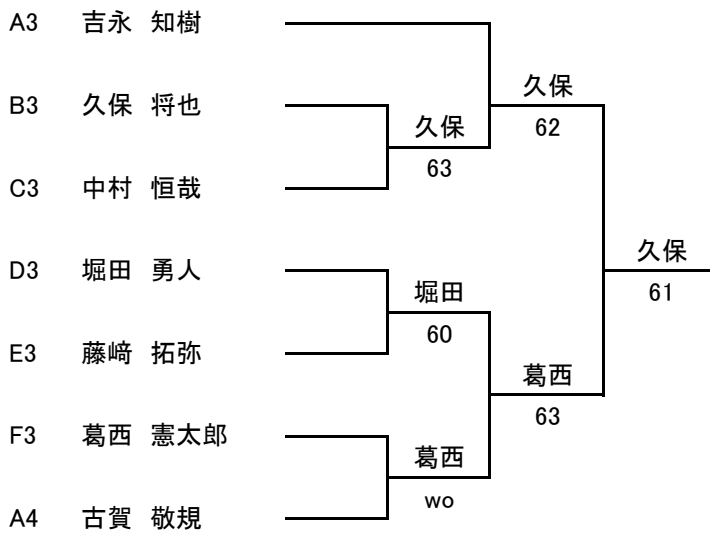 A3 吉永 知樹
久保
B3 久保 将也
久保
62
63
C3 中村 恒哉
久保
D3 堀田 勇人
堀田
61
60
E3 藤﨑 拓弥
葛西
63
F3 葛西 憲太郎
葛西
wo
A4 古賀 敬規